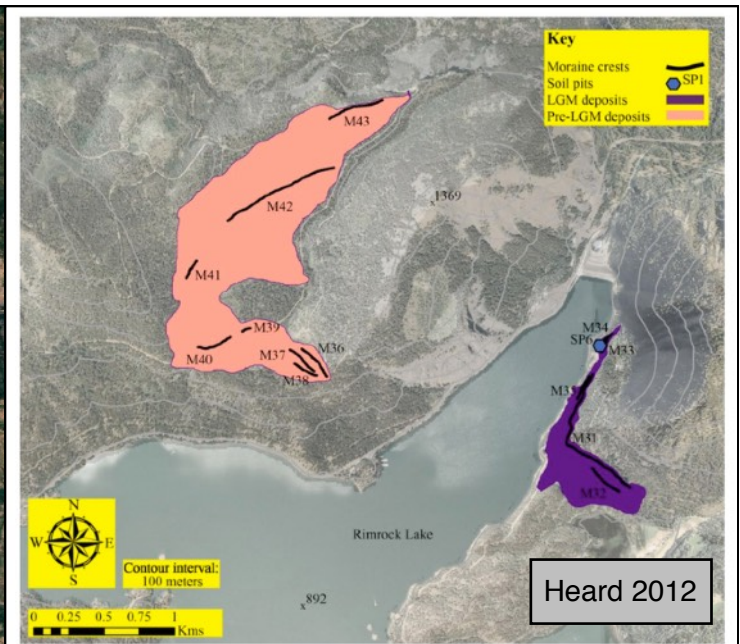 Key
Moraine crests
Soil pits SP1
LGM deposits
Pre-LGM deposits
M43
M42
1369
M41
M39
M40
M37 M36
M38
M34
SP6
M33
M31
M32
Rimrock Lake
892
N
W E
S
Contour interval:
100 meters
0 0.25 0.5 0.75 1
Kms
Heard 2012